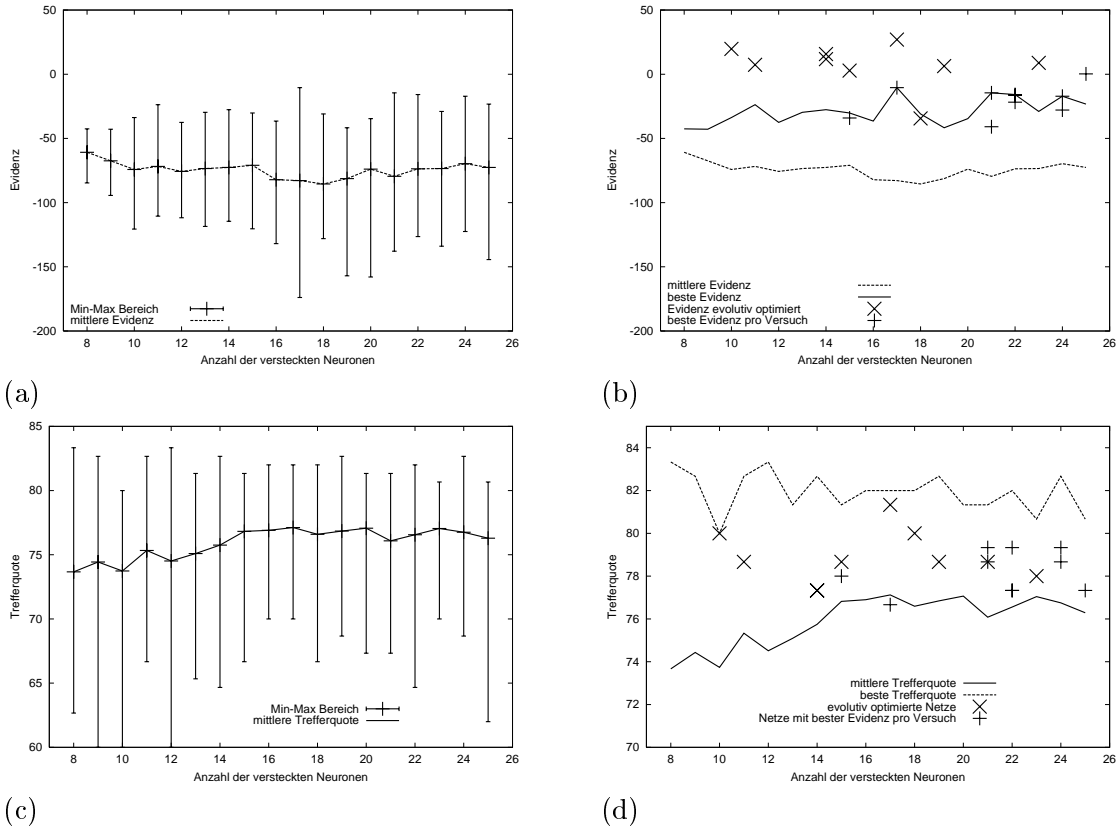 50
0
-50
-100
-150
-200
Evidenz
Min-Max Bereich
mittlere Evidenz
8 10 12 14 16 18 20 22 24 26
Anzahl der versteckten Neuronen
(a)
50
0
-50
-100
-150
-200
Evidenz
mittlere Evidenz
beste Evidenz
Evidenz evolutiv optimiert
beste Evidenz pro Versuch
8 10 12 14 16 18 20 22 24 26
Anzahl der versteckten Neuronen
(b)
85
80
75
70
65
60
Trefferquote
Min-Max Bereich
mittlere Trefferquote
8 10 12 14 16 18 20 22 24 26
Anzahl der versteckten Neuronen
(c)
84
82
80
78
76
74
72
70
Trefferquote
mittlere Trefferquote
beste Trefferquote
evolutiv optimierte Netze
Netze mit bester Evidenz pro Versuch
8 10 12 14 16 18 20 22 24 26
Anzahl der versteckten Neuronen
(d)